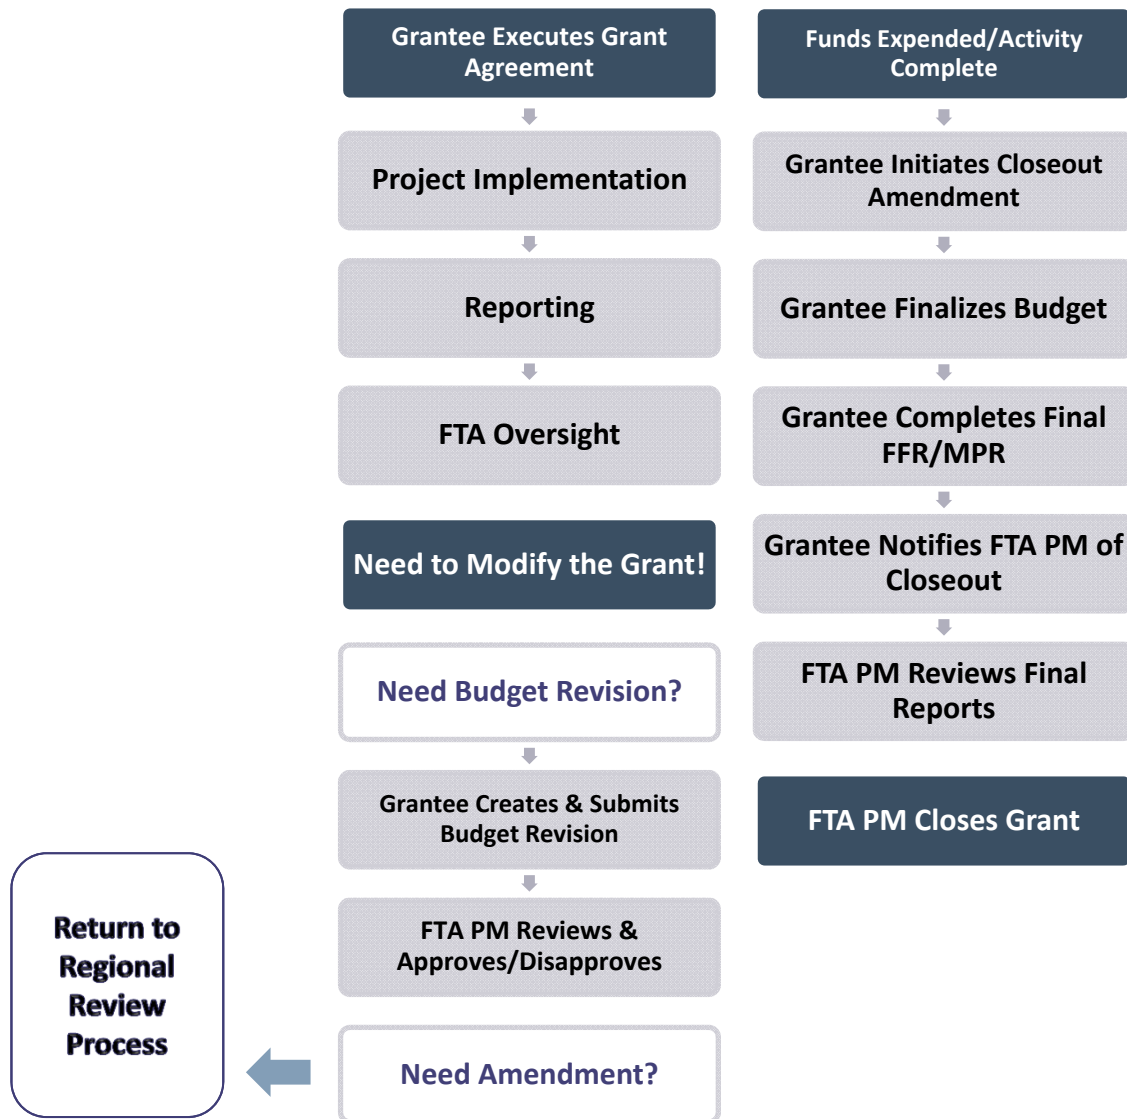 Grantee Executes Grant
Agreement
Project Implementation
Reporting
FTA Oversight
Need to Modify the Grant!
Need Budget Revision?
Grantee Creates & Submits
Budget Revision
FTA PM Reviews &
Approves/Disapproves
Need Amendment?
Return to
Regional
Review
Process
Funds Expended/Activity
Complete
Grantee Initiates Closeout
Amendment
Grantee Finalizes Budget
Grantee Completes Final
FFR/MPR
Grantee Notifies FTA PM of
Closeout
FTA PM Reviews Final
Reports
FTA PM Closes Grant